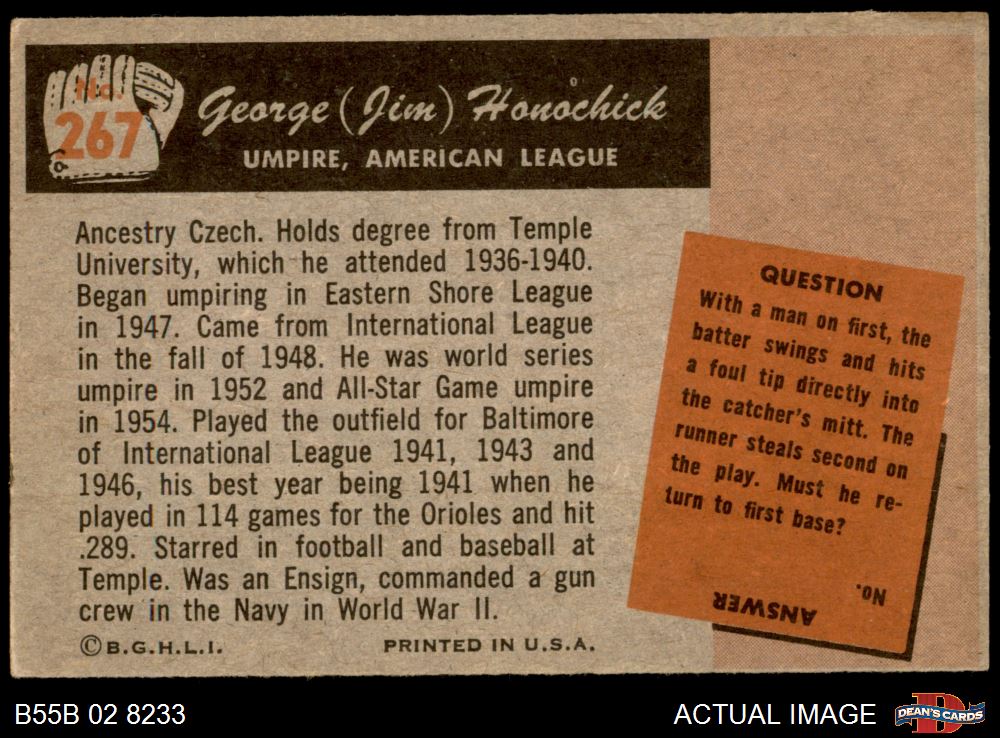 No.
267
George (Jim) Honochick
UMPIRE, AMERICAN LEAGUE
Ancestry Czech. Holds degree from Temple
University, which he attended 1936-1940.
Began umpiring in Eastern Shore League
in 1947. Came from International League
in the fall of 1948. He was world series
umpire in 1952 and All-Star Game umpire
in 1954. Played the outfield for Baltimore
of International League 1941, 1943 and
1946, his best year being 1941 when he
played in 114 games for the Orioles and hit
.289. Starred in football and baseball at
Temple. Was an Ensign, commanded a gun
crew in the Navy in World War II.
©B.G.H.L.I. PRINTED IN U.S.A.
QUESTION
With a man on first, the
batter swings and hits
a foul tip directly into
the catcher's mitt. The
runner steals second on
the play. Must he re-
turn to first base?
ANSWER
No.
B55B 02 8233
ACTUAL IMAGE
D
DEAN'S CARDS